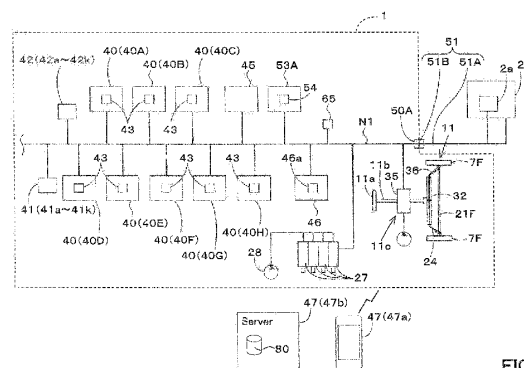 1
42 (42a~42k)
40(40A)
40(40B)
40(40C)
45
53A
54
51
51B
51A
2
2a
43
43
65
N1
50A
11
7F
43
43
43
46a
11b
35
11a
36
32
21F
41 (41a~41k)
40(40E)
46
7F
40(40D)
40(40F)
40(40G)
40(40H)
28
11c
24
27
47 (47b)
47(47a)
Server
80
FIG